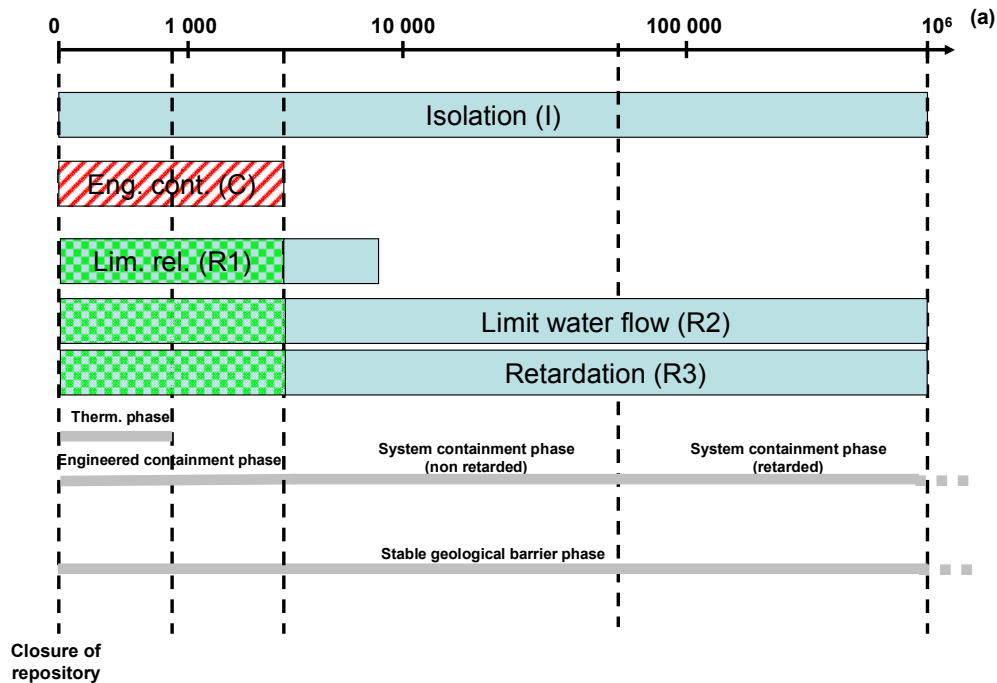 0 1 000 10 000 100 000 10⁶ (a)
Isolation (I)
Eng. cont. (C)
Lim. rel. (R1)
Limit water flow (R2)
Retardation (R3)
Therm. phase
Engineered containment phase
System containment phase
(non retarded)
System containment phase
(retarded)
Stable geological barrier phase
Closure of
repository